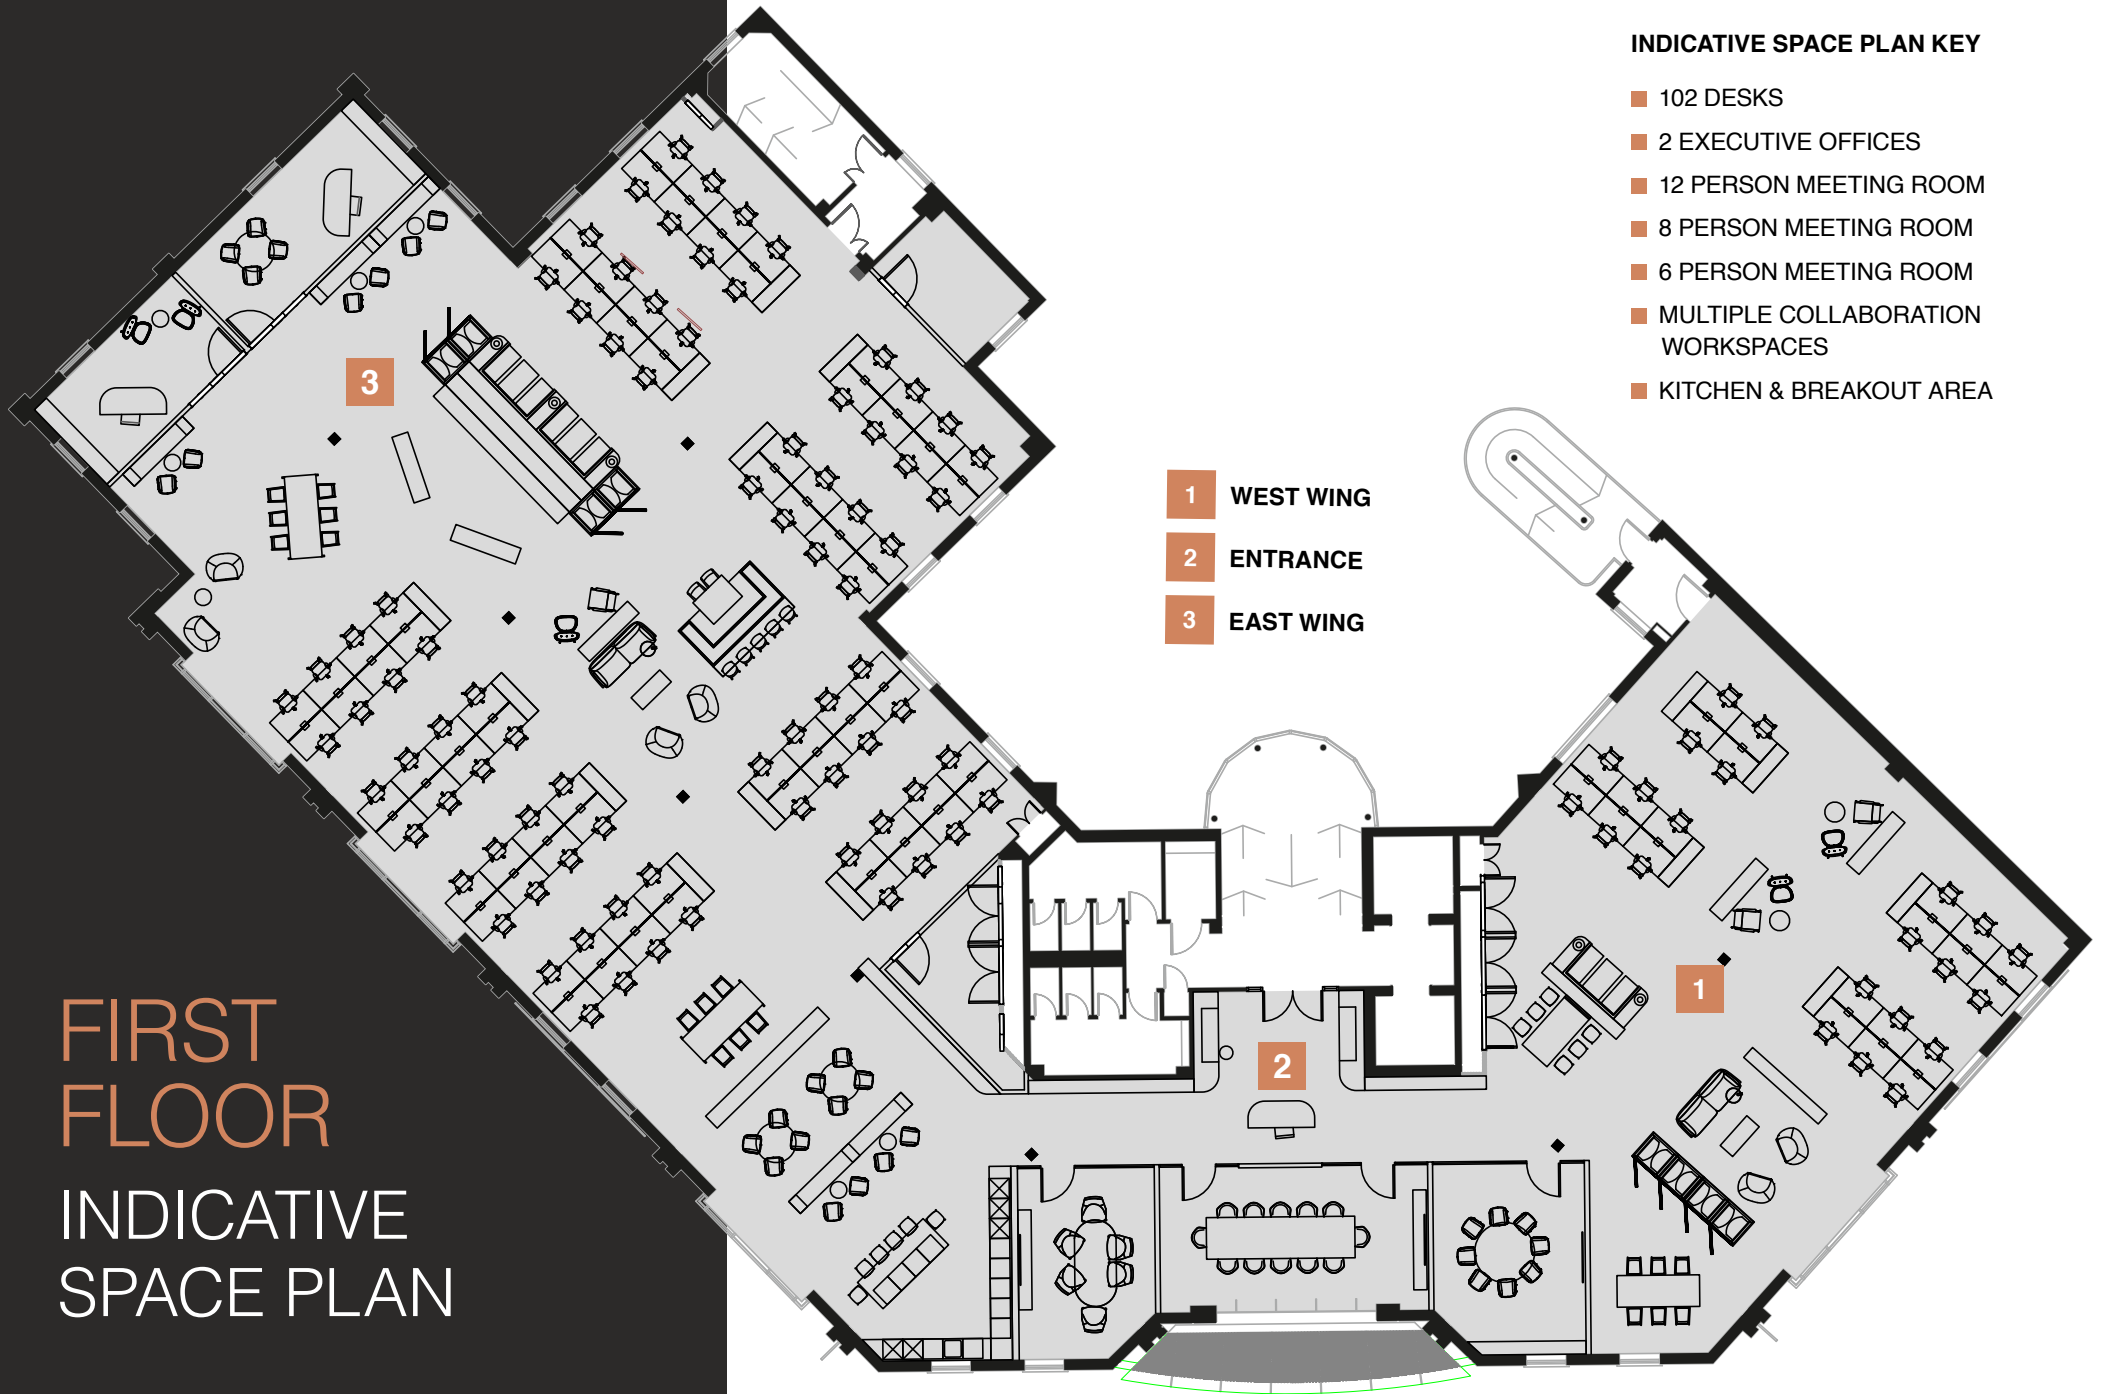 INDICATIVE SPACE PLAN KEY
102 DESKS
2 EXECUTIVE OFFICES
12 PERSON MEETING ROOM
8 PERSON MEETING ROOM
6 PERSON MEETING ROOM
MULTIPLE COLLABORATION
WORKSPACES
KITCHEN & BREAKOUT AREA
1 WEST WING
2 ENTRANCE
3 EAST WING
3
1
2
FIRST
FLOOR
INDICATIVE
SPACE PLAN